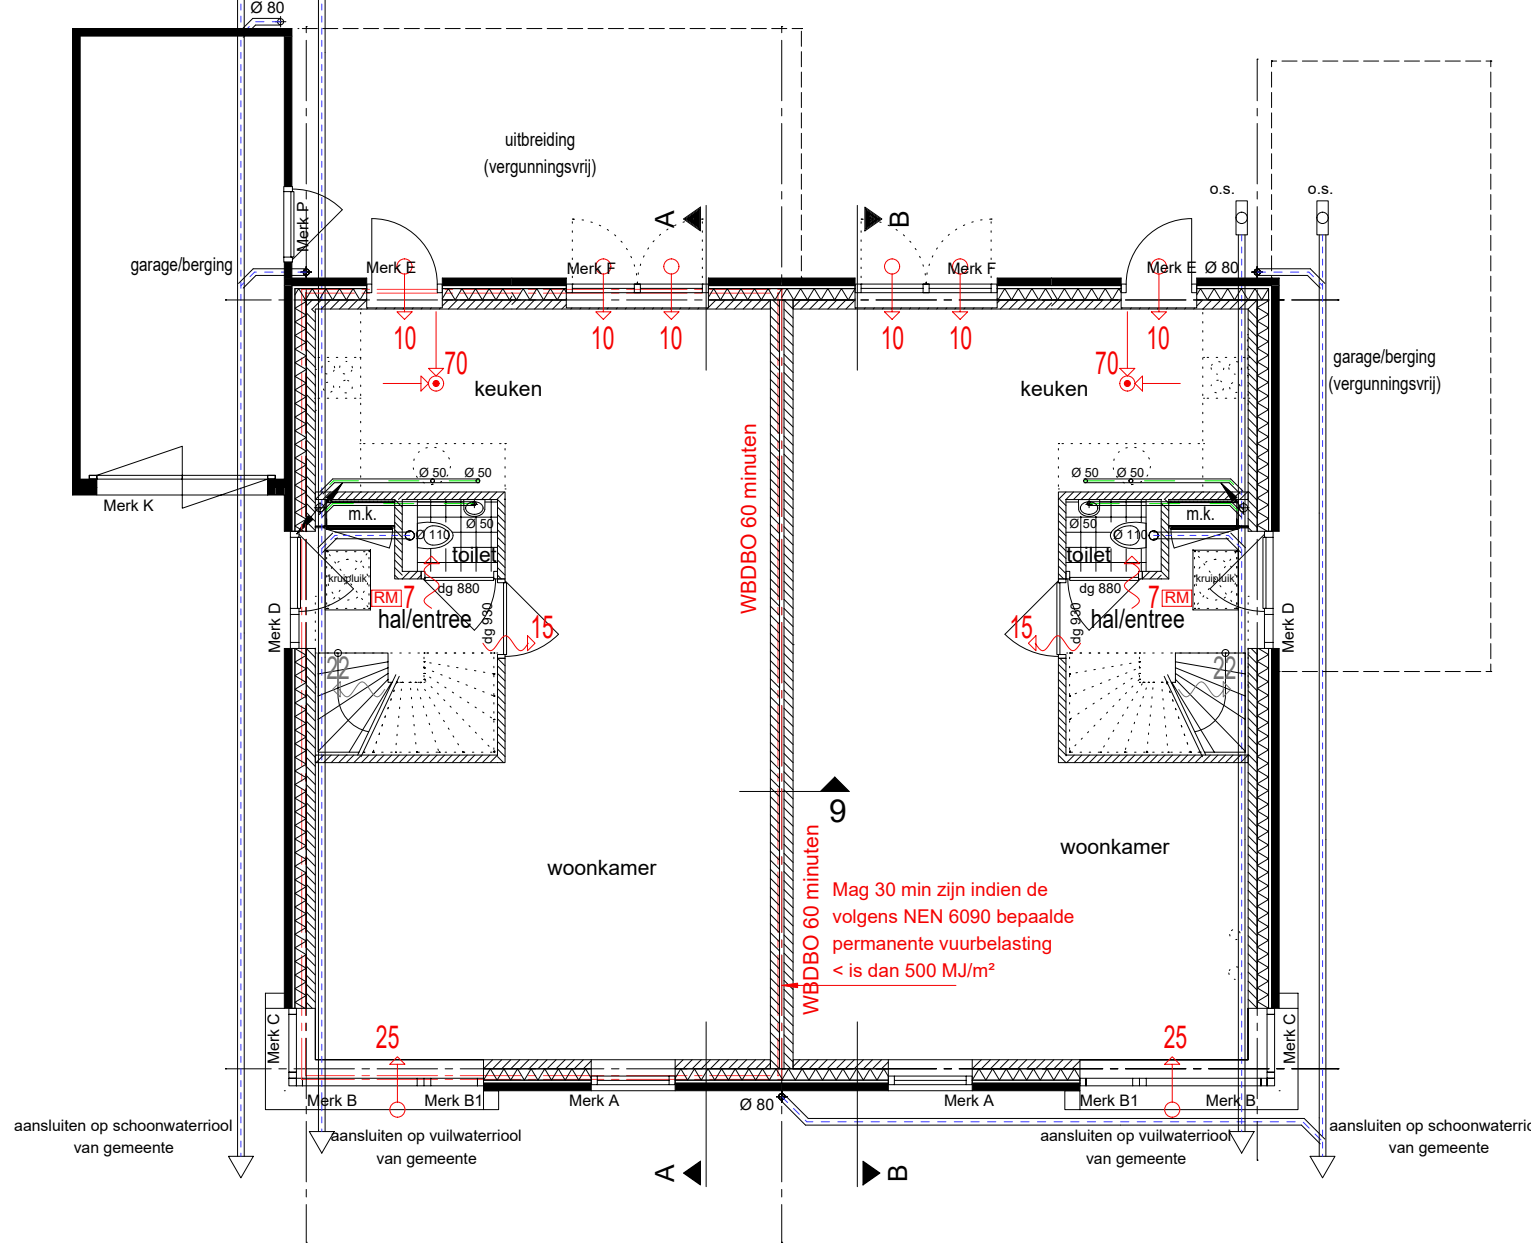 Ø 80
uitbreiding
(vergunningsvrij)
A
B
o.s.
o.s.
Merk P
garage/berging
Merk E
Merk F
Merk F
Merk E
Ø 80
10
10
10
10
10
10
70
70
keuken
keuken
garage/berging
(vergunningsvrij)
WBDBO 60 minuten
Ø 50
Ø 50
Ø 50
Ø 50
Merk K
m.k.
m.k.
Ø 50
Ø 50
Ø 110
Ø 110
toilet
toilet
kruipluik
kruipluik
dg 880
dg 880
RM
7
7
RM
hal/entree
hal/entree
dg 930
dg 930
15
15
Merk D
Merk D
22
22
9
woonkamer
woonkamer
WBDBO 60 minuten
Mag 30 min zijn indien de
volgens NEN 6090 bepaalde
permanente vuurbelasting
< is dan 500 MJ/m²
25
25
Merk C
Merk C
Merk B
Merk B1
Merk A
Ø 80
Merk A
Merk B1
Merk B
aansluiten op schoonwaterriool
van gemeente
aansluiten op vuilwaterriool
van gemeente
aansluiten op vuilwaterriool
van gemeente
aansluiten op schoonwaterrio
van gemeente
A
B